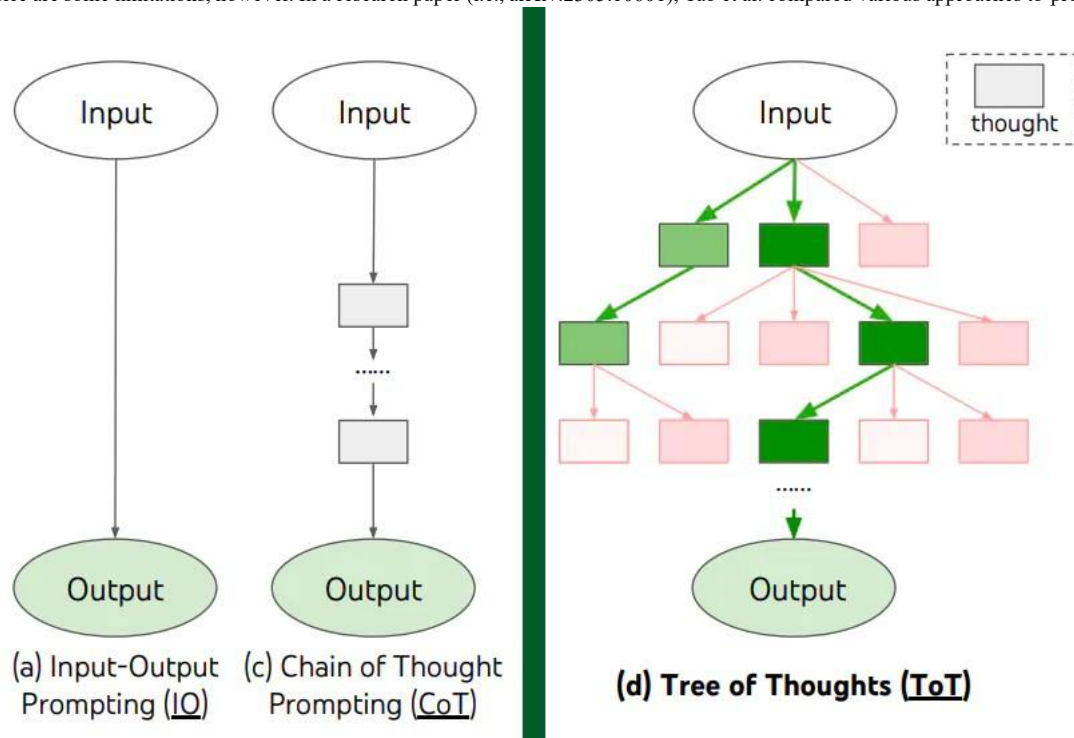 Input
Input
Input
thought
......
......
Output
Output
Output
(a) Input-Output
Prompting (IO)
(c) Chain of Thought
Prompting (CoT)
(d) Tree of Thoughts (ToT)